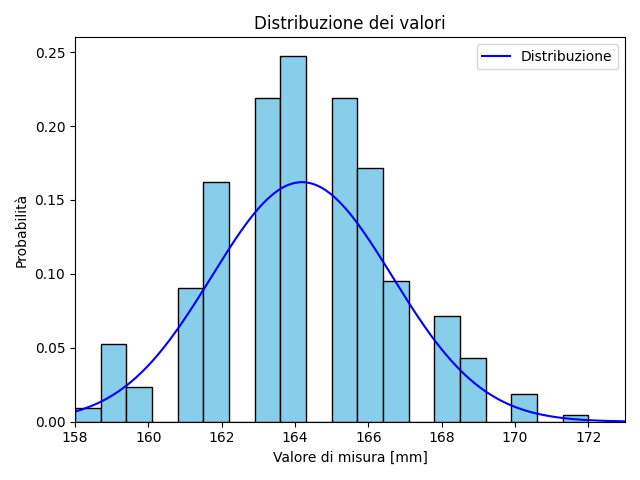 Distribuzione dei valori
Distribuzione
0.25
0.20
0.15
0.10
0.05
0.00
Probabilità
158 160 162 164 166 168 170 172
Valore di misura [mm]